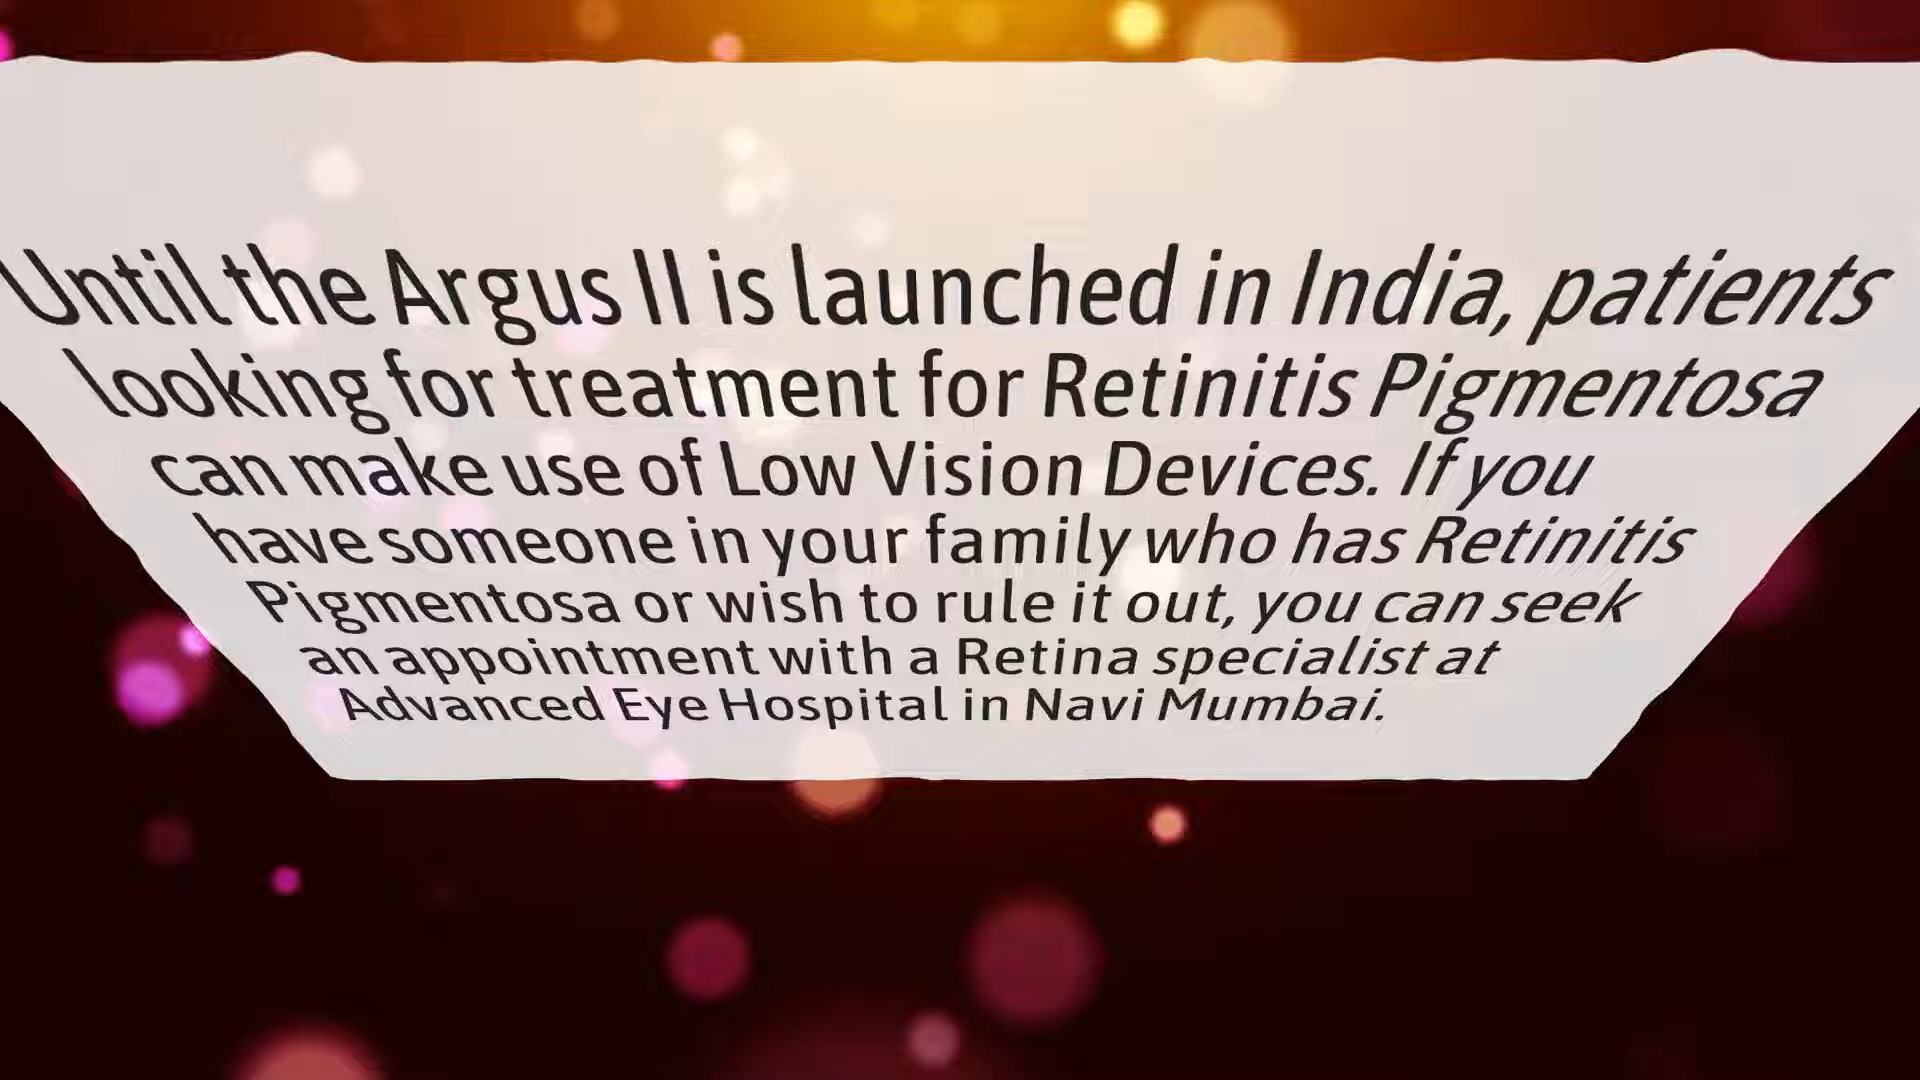 Until the Argus II is launched in India, patients
looking for treatment for Retinitis Pigmentosa
can make use of Low Vision Devices. If you
have someone in your family who has Retinitis
Pigmentosa or wish to rule it out, you can seek
an appointment with a Retina specialist at
Advanced Eye Hospital in Navi Mumbai.